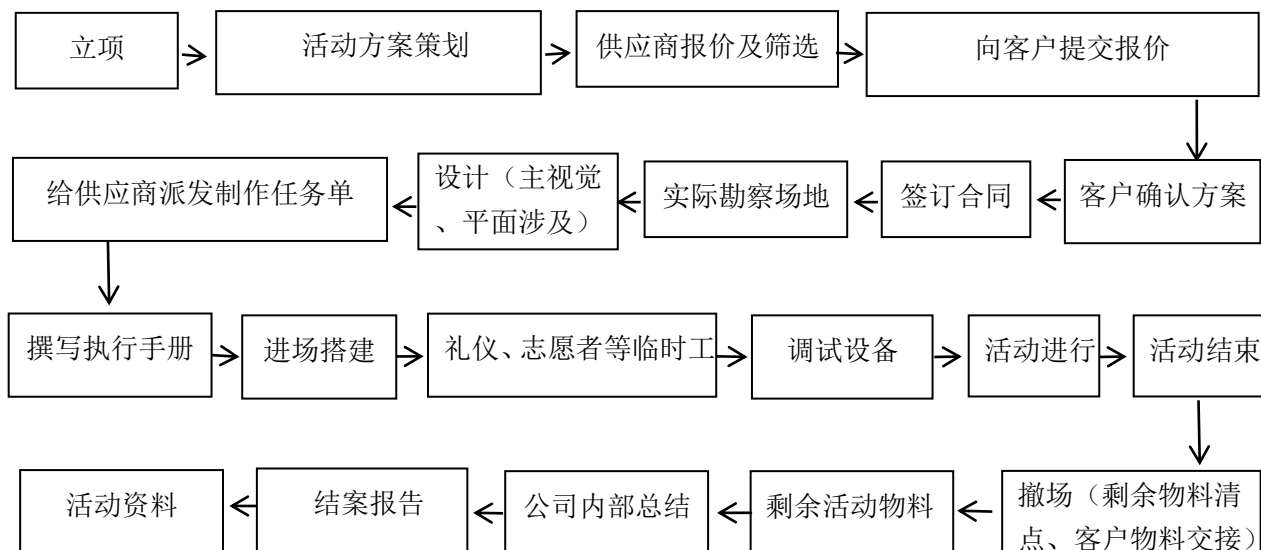 立项
活动方案策划
供应商报价及筛选
向客户提交报价
客户确认方案
签订合同
实际勘察场地
设计（主视觉
、平面涉及）
给供应商派发制作任务单
撰写执行手册
进场搭建
礼仪、志愿者等临时工
调试设备
活动进行
活动结束
撤场（剩余物料清
点、客户物料交接）
剩余活动物料
公司内部总结
结案报告
活动资料